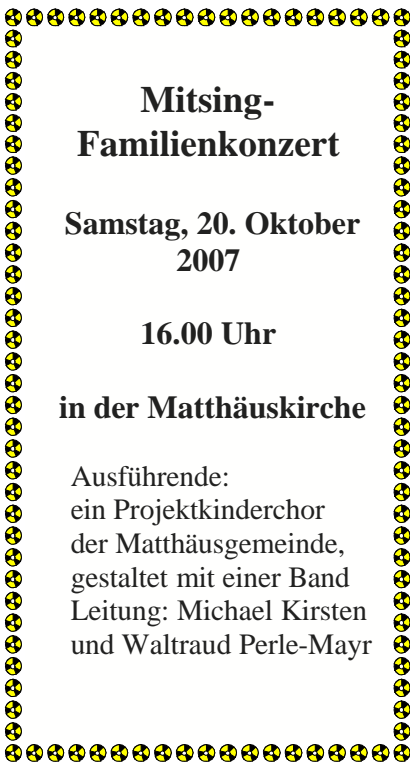 Mitsing-
Familienkonzert
Samstag, 20. Oktober
2007
16.00 Uhr
in der Matthäuskirche
Ausführende:
ein Projektkinderchor
der Matthäusgemeinde,
gestaltet mit einer Band
Leitung: Michael Kirsten
und Waltraud Perle-Mayr